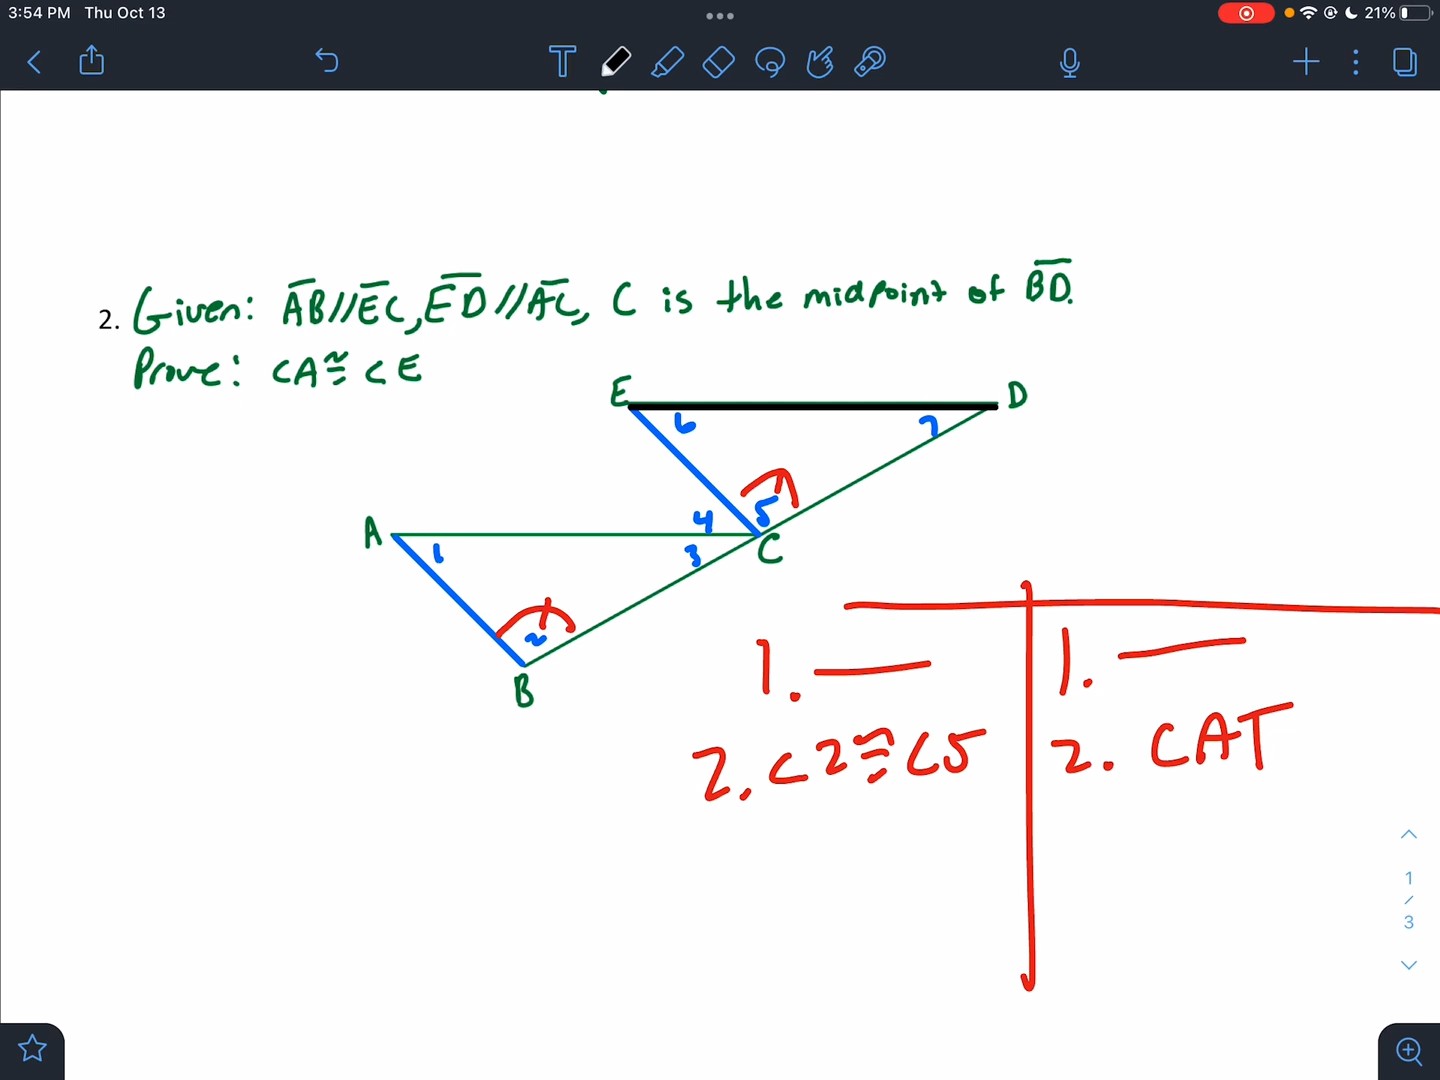 3:54 PM Thu Oct 13
21%
2. Given: AB//EC, ED//AC, C is the midpoint of BD.
Prove: <A≅<E
E
D
6
7
A
4
5
1
3
C
2
B
1. 1.
2. <2≅<5 2. CAT
1
/
3